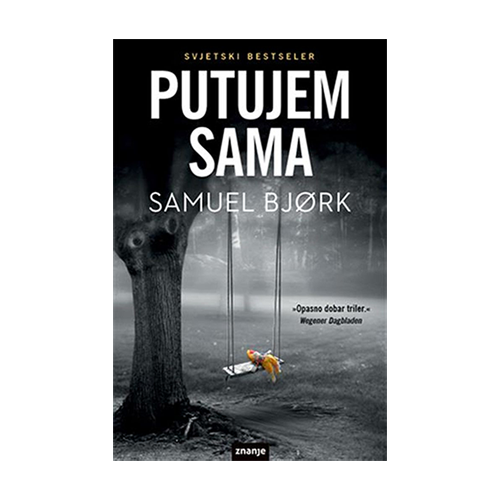 SVJETSKI BESTSELER
PUTUJEM
SAMA
SAMUEL BJØRK
»Opasno dobar triler.«
Wegener Dagbladen
znanje